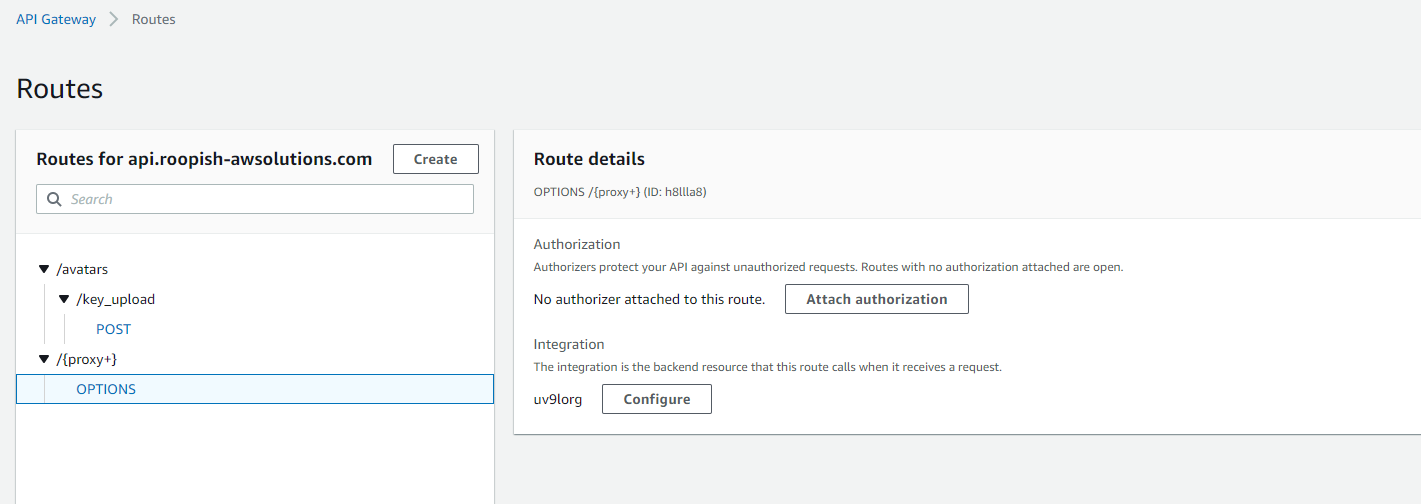 API Gateway > Routes
Routes
Routes for api.roopish-awsolutions.com
Create
Search
/avatars
/key_upload
POST
/{proxy+}
OPTIONS
Route details
OPTIONS /{proxy+} (ID: h8llla8)
Authorization
Authorizers protect your API against unauthorized requests. Routes with no authorization attached are open.
No authorizer attached to this route.
Attach authorization
Integration
The integration is the backend resource that this route calls when it receives a request.
uv9lorg
Configure